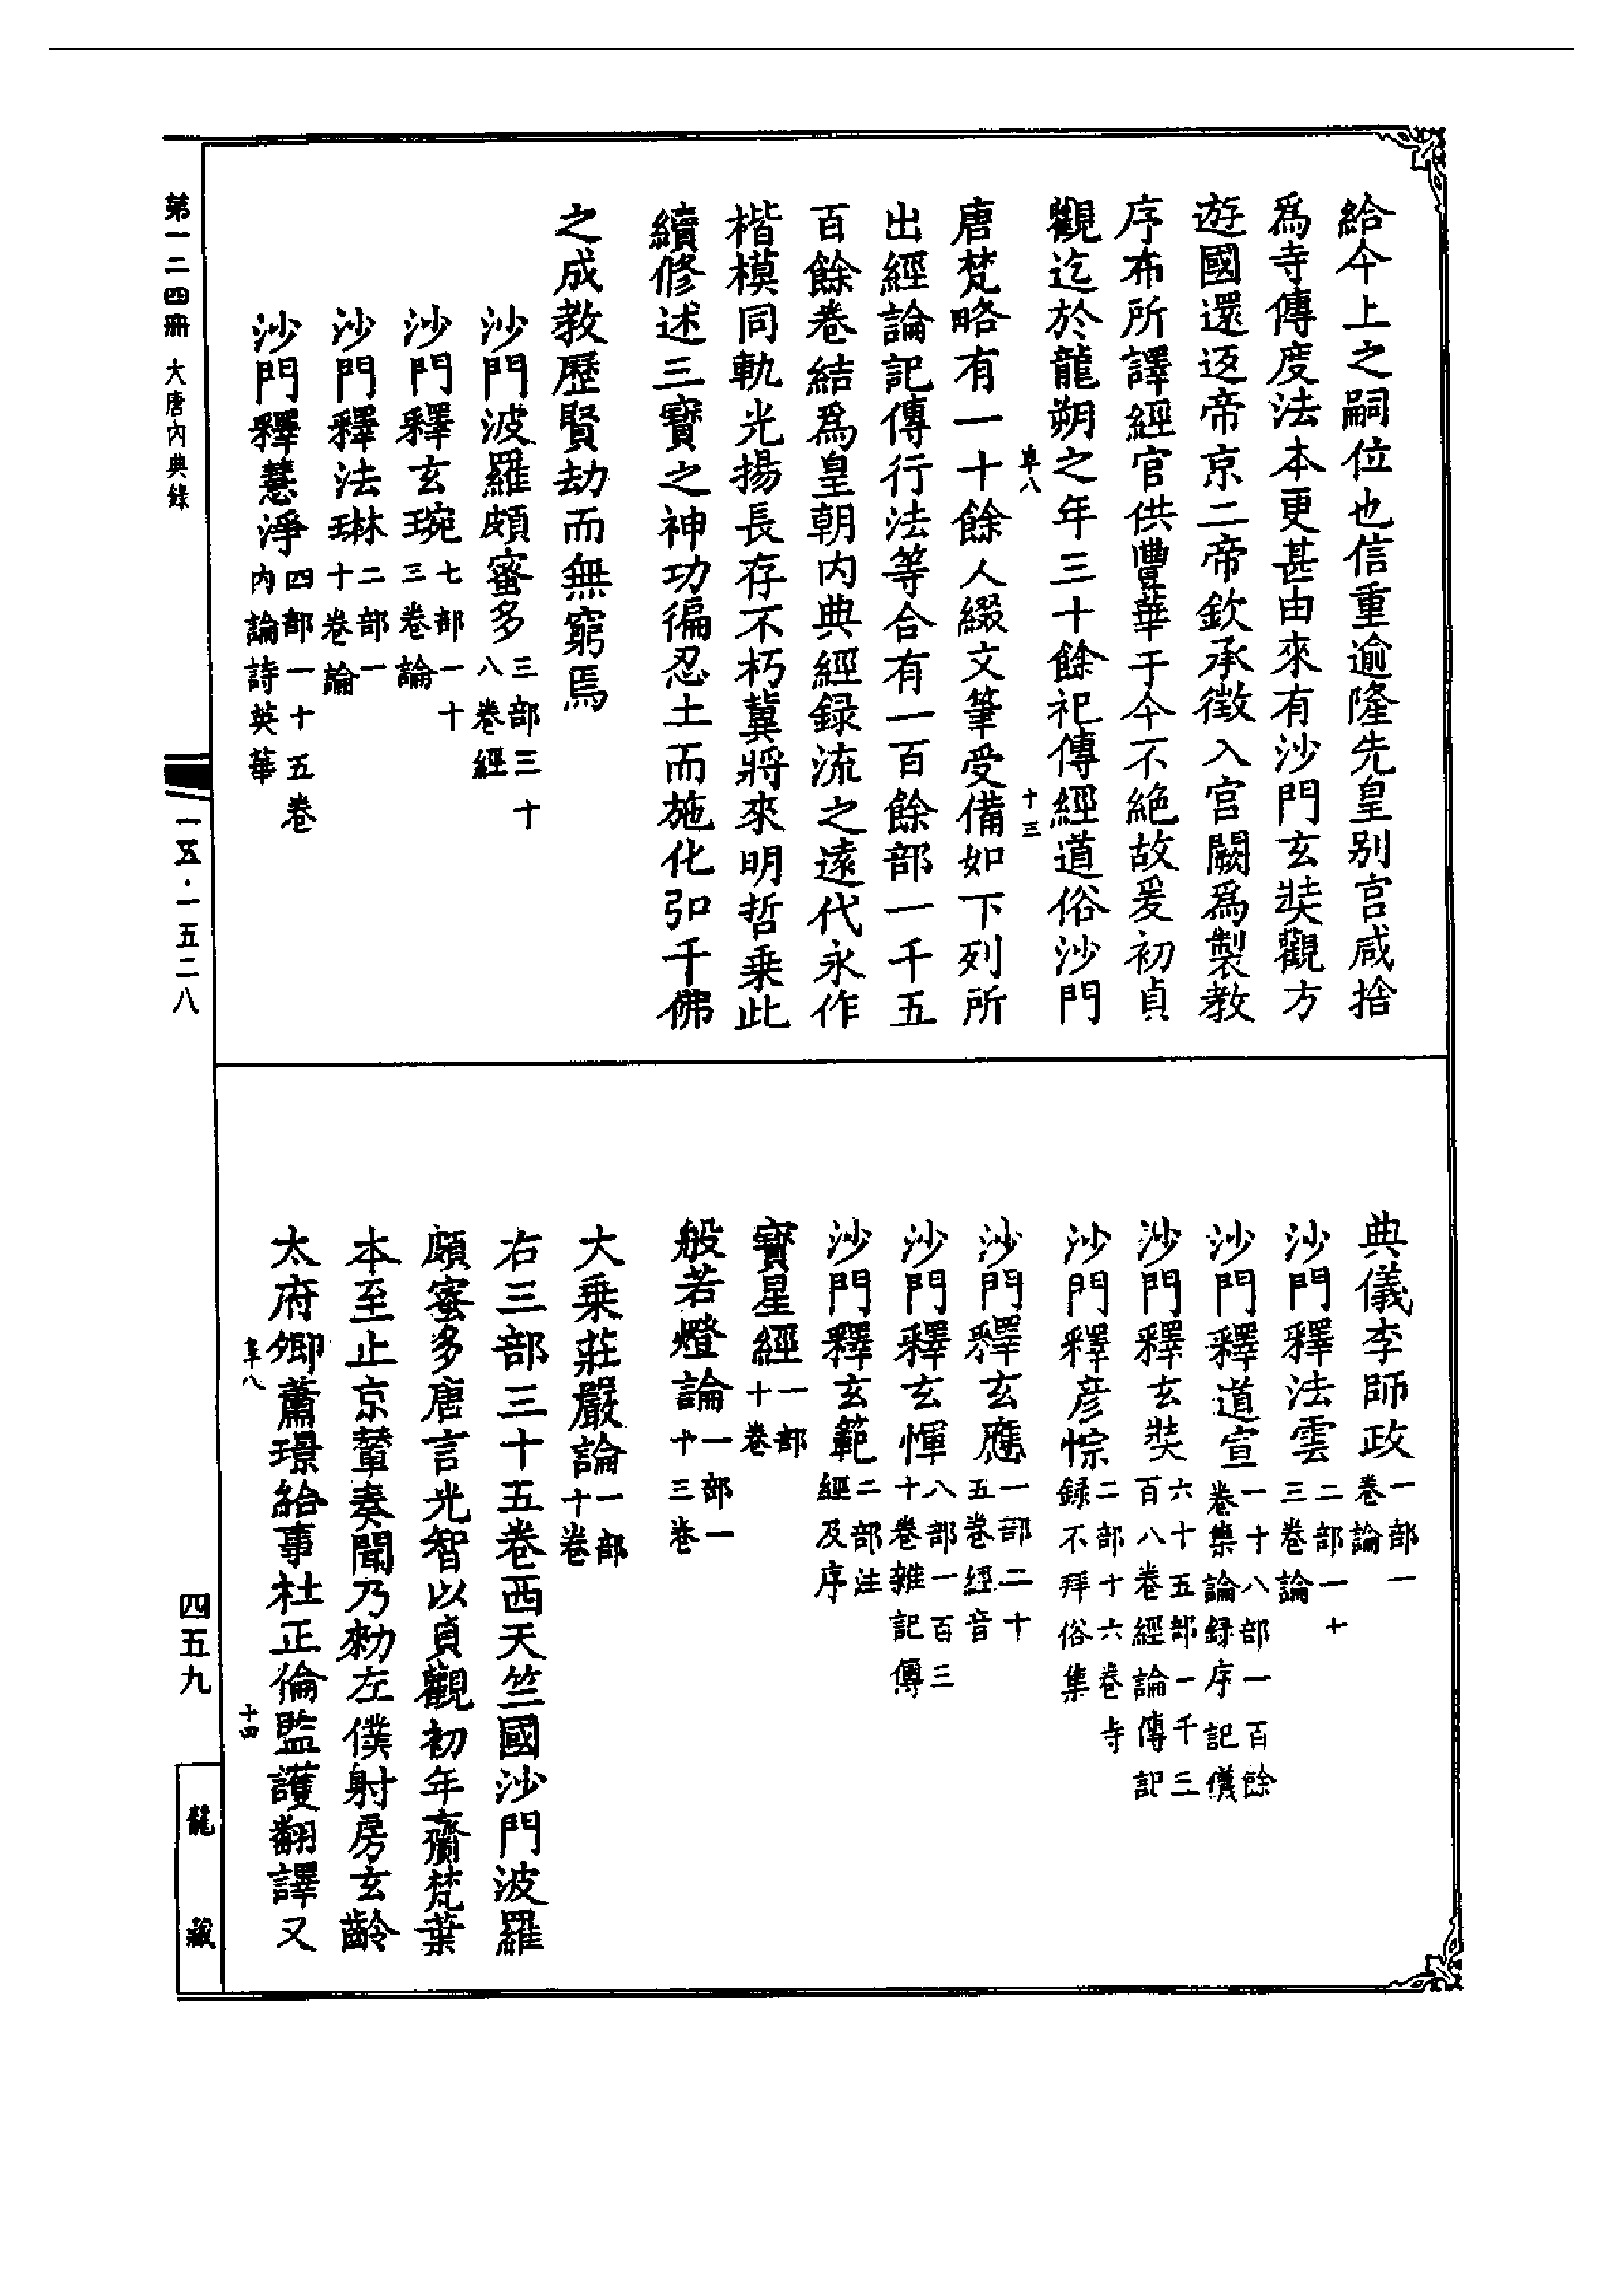 給今上之嗣位也信重逾隆先皇別宫咸捨
爲寺傳度法本更甚由來有沙門玄奘觀方
遊國還返帝京二帝欽承徵入宫闕爲製教
序布所譯經官供豐華于今不絶故爰初貞
觀迄於龍朔之年三十餘祀傳經道俗沙門
阜八 十三
唐梵略有一十餘人綴文筆受備如下列所
出經論記傳行法等合有一百餘部一千五
百餘卷結爲皇朝内典經録流之遠代永作
楷模同軌光揚長存不朽冀將來明哲乗此
續修述三寶之神功徧忍土而施化引千佛
之成教歷賢劫而無窮焉
沙門波羅頗蜜多三部三十八卷經
沙門釋玄琬七部一十三卷論
沙門釋法琳二部一十卷論
沙門釋慧淨四部一十五卷内論詩英華
典儀李師政一部一卷論
沙門釋法雲二部一十三卷論
沙門釋道宣一十八部一百餘卷集論録序記儀
沙門釋玄奘六十五部一千三百八卷經論傳記
沙門釋彦悰二部十六卷寺録不拜俗集
沙門釋玄應一部二十五卷經音
沙門釋玄惲八部一百三十卷雜記傳
沙門釋玄範二部注經及序
寶星經一部十卷
般若燈論一部一十三卷
大乗莊嚴論一部十卷
右三部三十五卷西天竺國沙門波羅
頗蜜多唐言光智以貞觀初年齎梵葉
本至止京輦奏聞乃勑左僕射房玄齡
太府卿蕭璟給事杜正倫監護翻譯又
阜八 十四
第一二四冊 大唐內典錄
一五·一五二八
四五九
龍藏